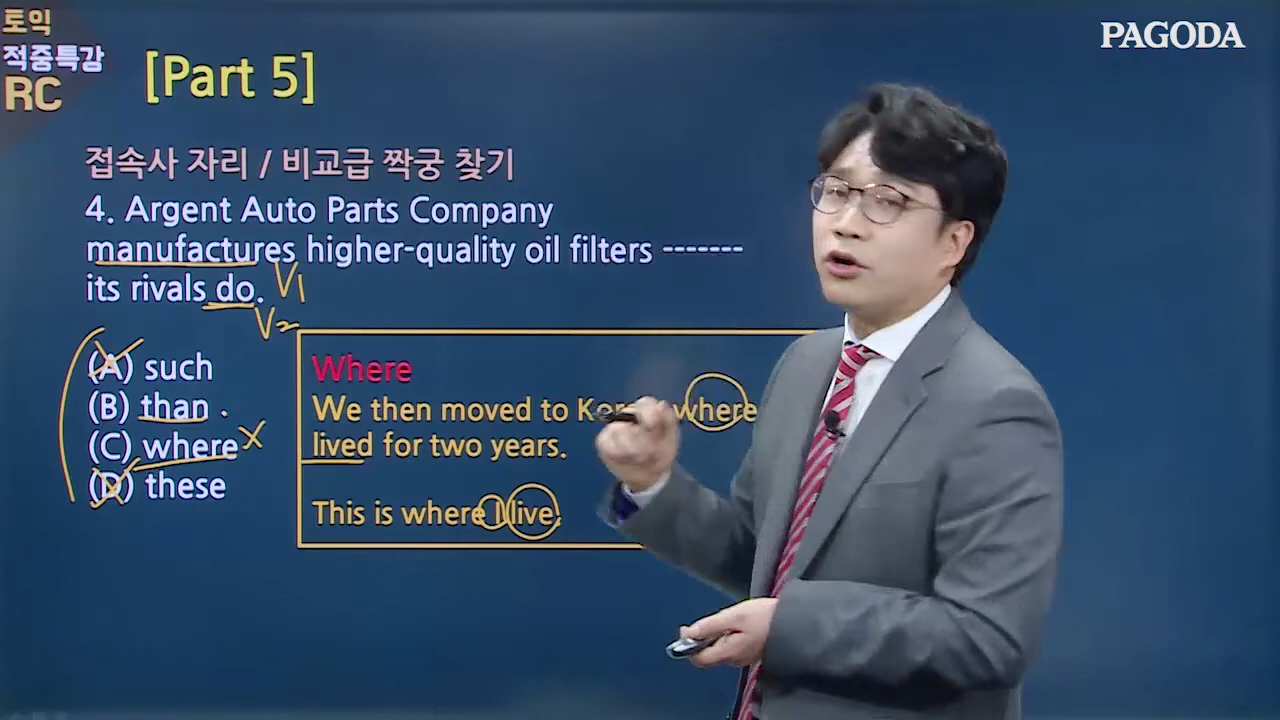 토익
적중특강
RC
PAGODA
[Part 5]
접속사 자리 / 비교급 짝궁 찾기
4. Argent Auto Parts Company
manufactures higher-quality oil filters -------
its rivals do.
V1
V2
(A) such
(B) than
(C) where X
(D) these
Where
We then moved to where
lived for two years.
This is where I live.